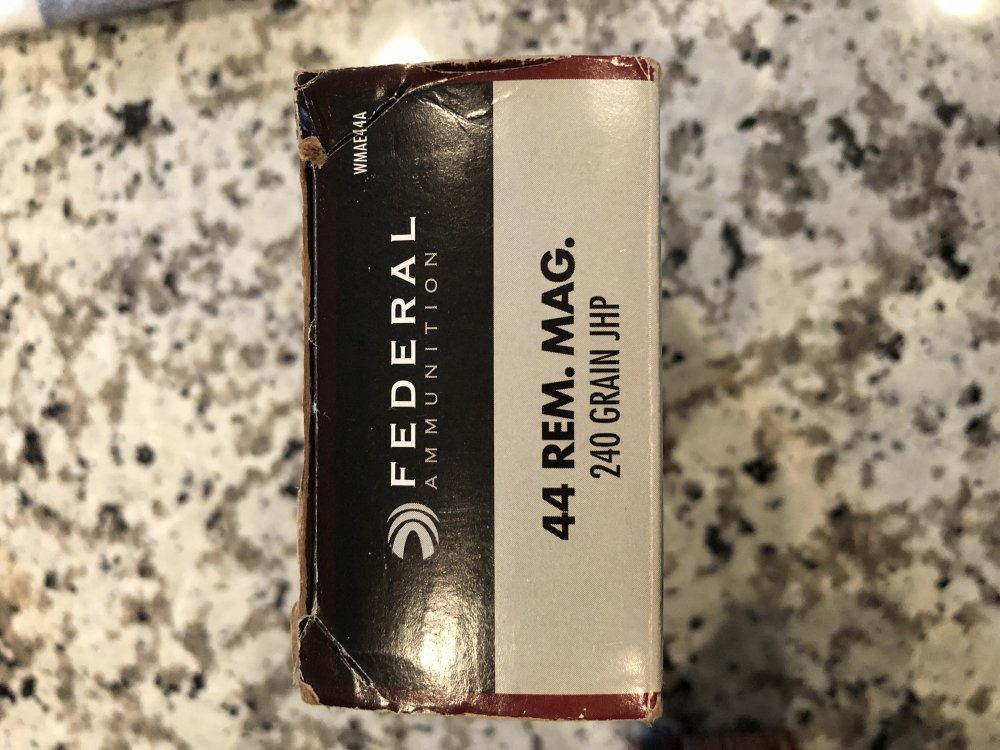 WMAE44A
FEDERAL
AMMUNITION
44 REM. MAG.
240 GRAIN JHP